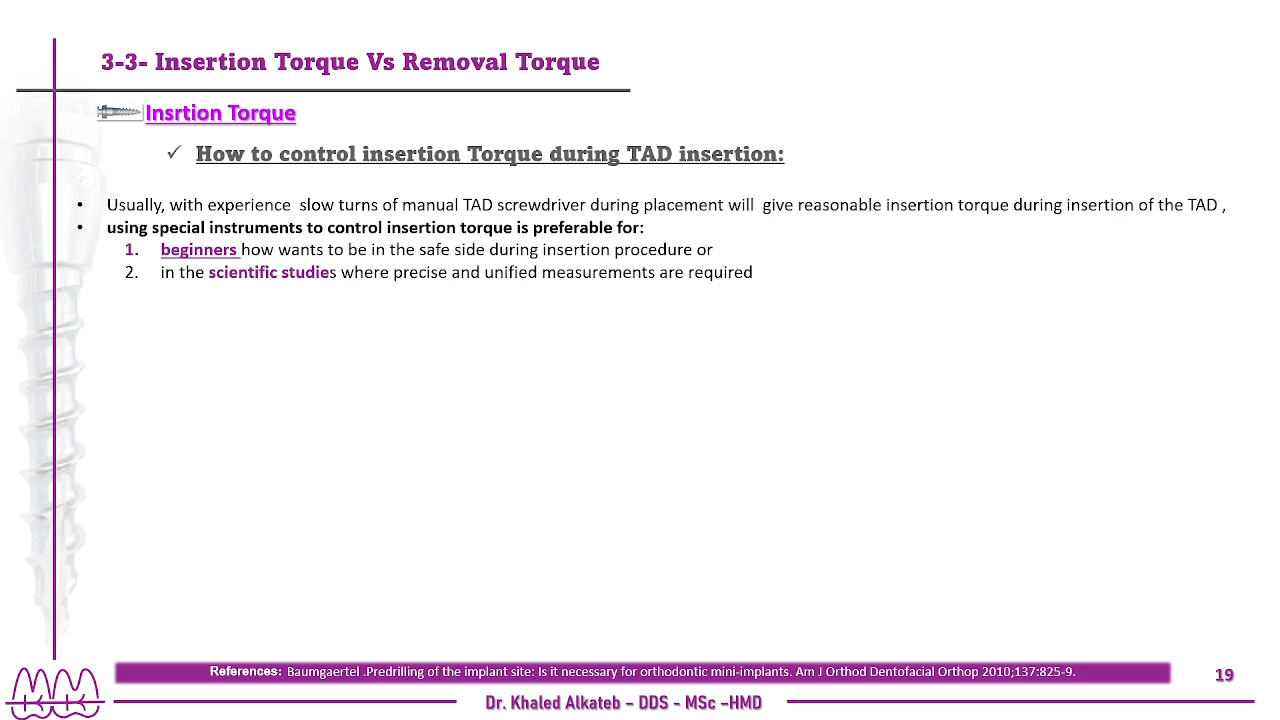 3-3- Insertion Torque Vs Removal Torque
Insrtion Torque
✓ How to control insertion Torque during TAD insertion:
• Usually, with experience slow turns of manual TAD screwdriver during placement will give reasonable insertion torque during insertion of the TAD ,
• using special instruments to control insertion torque is preferable for:
1. beginners how wants to be in the safe side during insertion procedure or
2. in the scientific studies where precise and unified measurements are required
References: Baumgaertel .Predrilling of the implant site: Is it necessary for orthodontic mini-implants. Am J Orthod Dentofacial Orthop 2010;137:825-9.
19
Dr. Khaled Alkateb – DDS - MSc –HMD